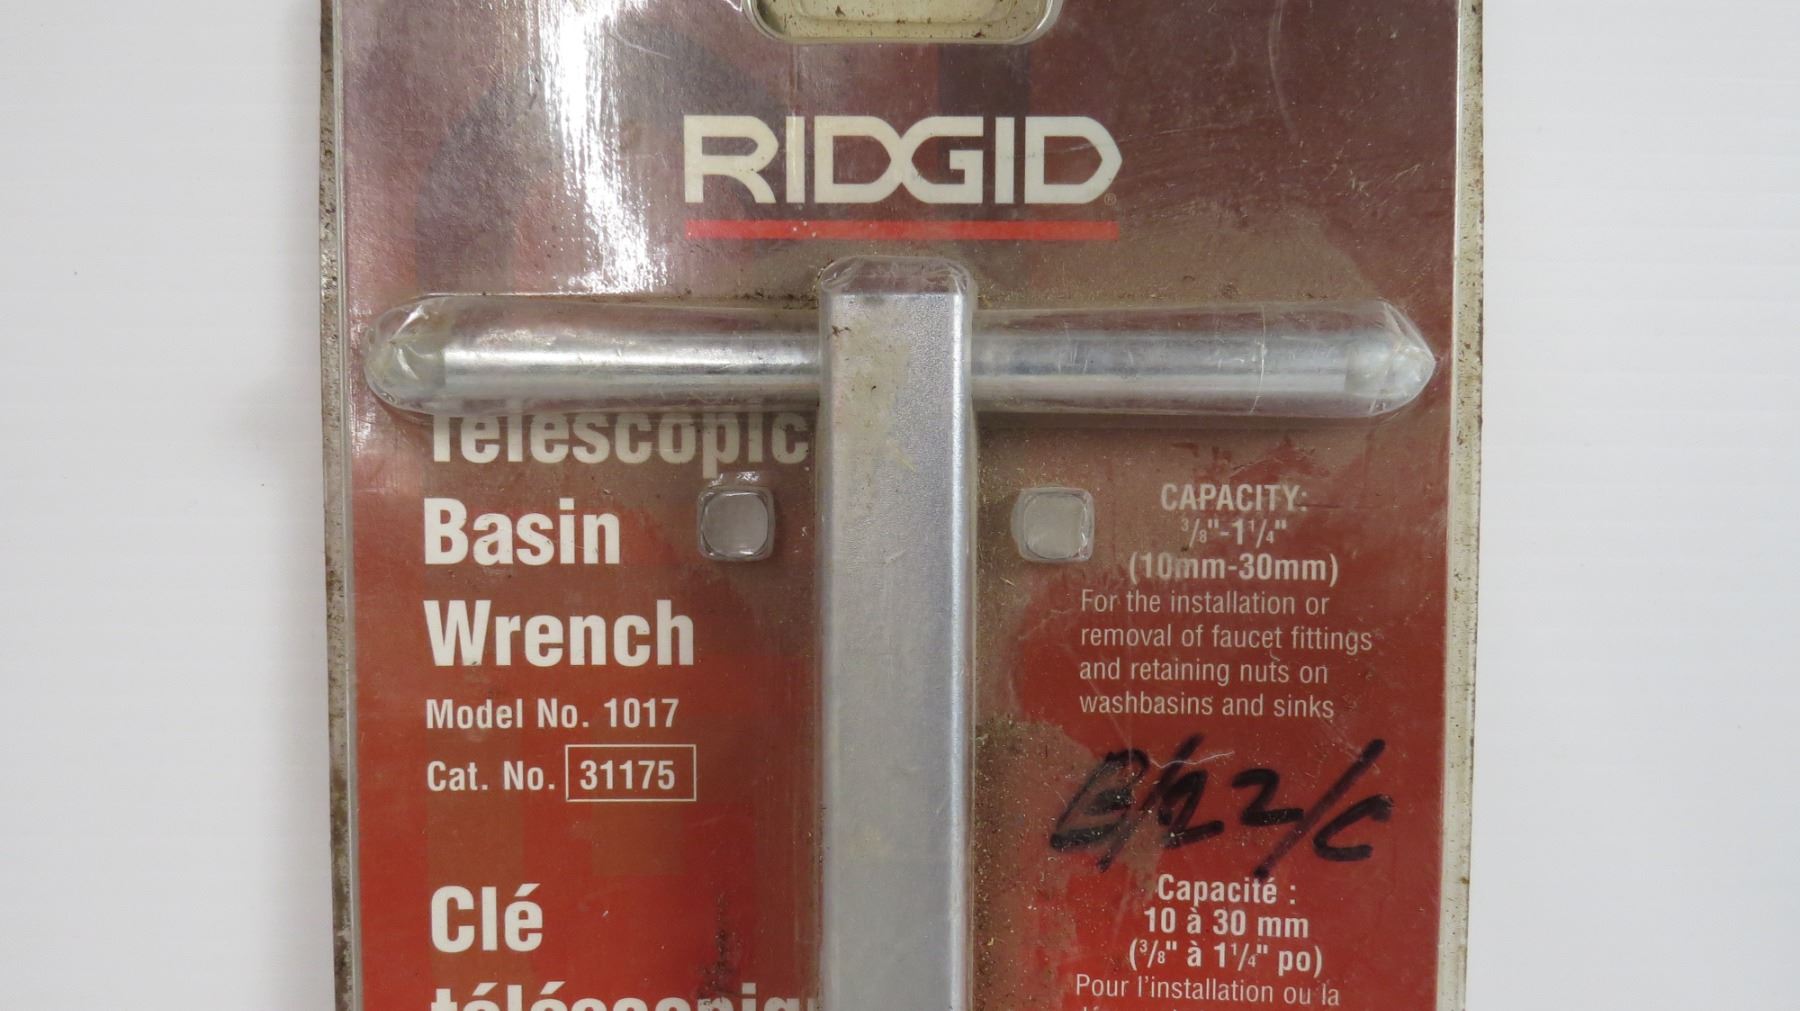 RIDGID
Telescopic
Basin
Wrench
Model No. 1017
Cat. No. 31175
CAPACITY:
3/8"-1 1/4"
(10mm-30mm)
For the installation or
removal of faucet fittings
and retaining nuts on
washbasins and sinks
Clé
Capacité :
10 à 30 mm
(3/8" à 1 1/4" po)
Pour l'installation ou la